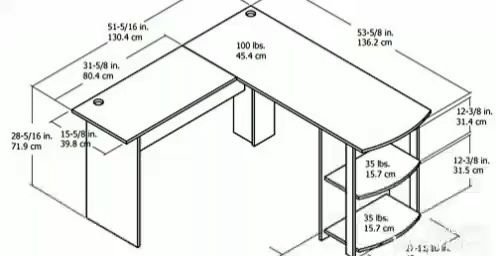 51-5/16 in.
130.4 cm
53-5/8 in.
136.2 cm
31-5/8 in.
80.4 cm
100 lbs.
45.4 cm
28-5/16 in.
71.9 cm
15-5/8 in.
39.8 cm
12-3/8 in.
31.4 cm
35 lbs.
15.7 cm
12-3/8 in.
31.5 cm
35 lbs.
15.7 cm
in.
cm